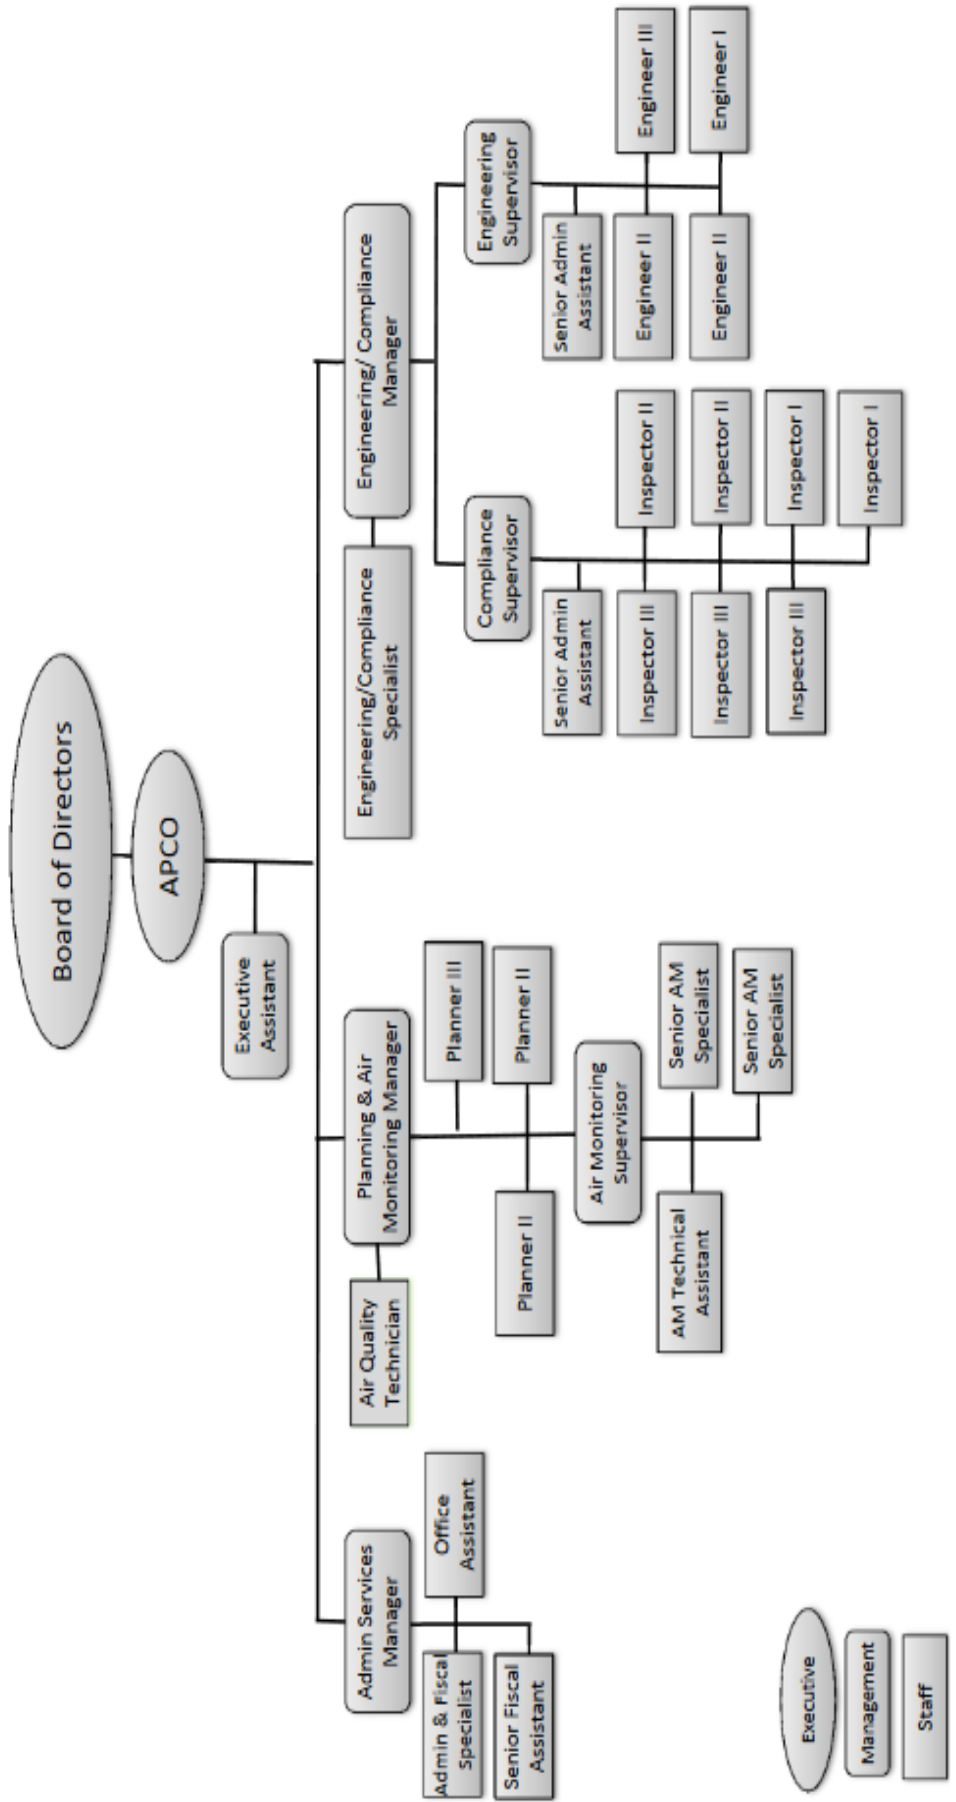 Board of Directors
APCO
Executive
Assistant
Admin Services
Manager
Admin & Fiscal
Specialist
Office
Assistant
Senior Fiscal
Assistant
Air Quality
Technician
Planning & Air
Monitoring Manager
Planner III
Planner II
Planner II
Air Monitoring
Supervisor
AM Technical
Assistant
Senior AM
Specialist
Senior AM
Specialist
Engineering/Compliance
Specialist
Engineering/ Compliance
Manager
Compliance
Supervisor
Senior Admin
Assistant
Inspector III
Inspector II
Inspector III
Inspector II
Inspector III
Inspector I
Inspector I
Engineering
Supervisor
Senior Admin
Assistant
Engineer II
Engineer III
Engineer II
Engineer I
Executive
Management
Staff